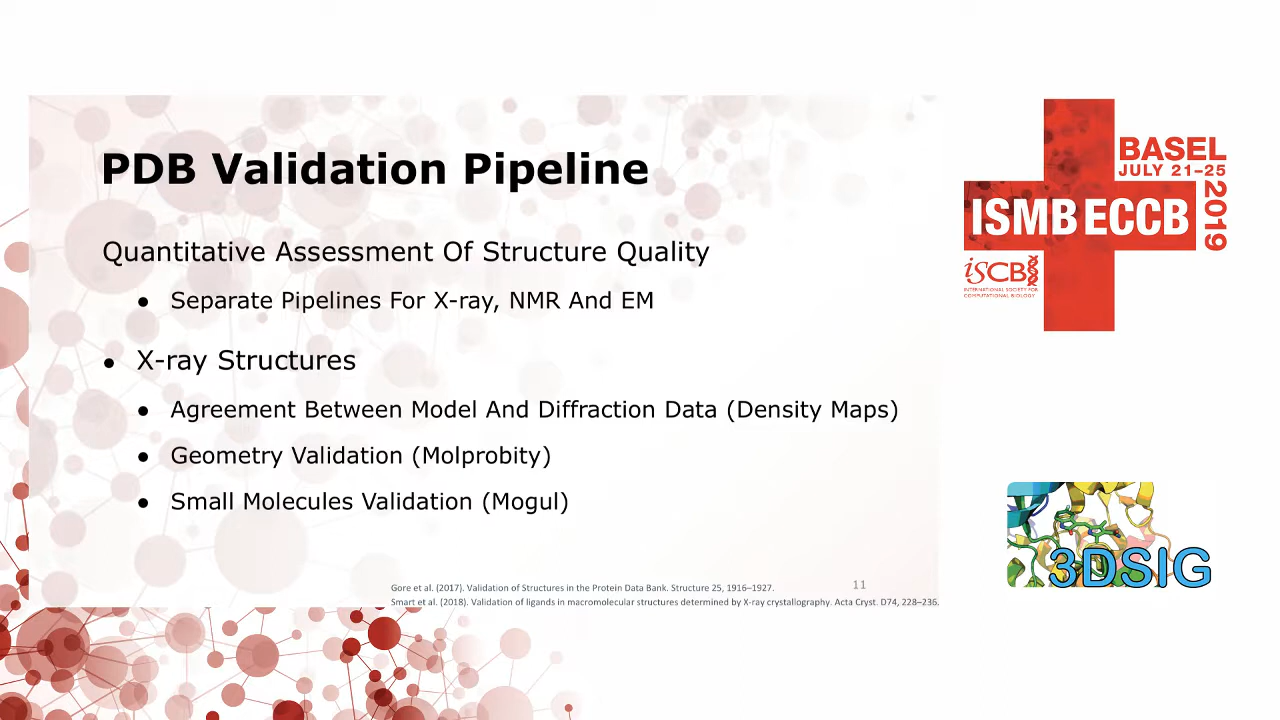 PDB Validation Pipeline
Quantitative Assessment Of Structure Quality
● Separate Pipelines For X-ray, NMR And EM
● X-ray Structures
● Agreement Between Model And Diffraction Data (Density Maps)
● Geometry Validation (Molprobity)
● Small Molecules Validation (Mogul)
Gore et al. (2017). Validation of Structures in the Protein Data Bank. Structure 25, 1916–1927.
Smart et al. (2018). Validation of ligands in macromolecular structures determined by X-ray crystallography. Acta Cryst. D74, 228–236.
11
BASEL
JULY 21–25
2019
ISMB ECCB
iSCB
INTERNATIONAL SOCIETY FOR
COMPUTATIONAL BIOLOGY
3DSIG